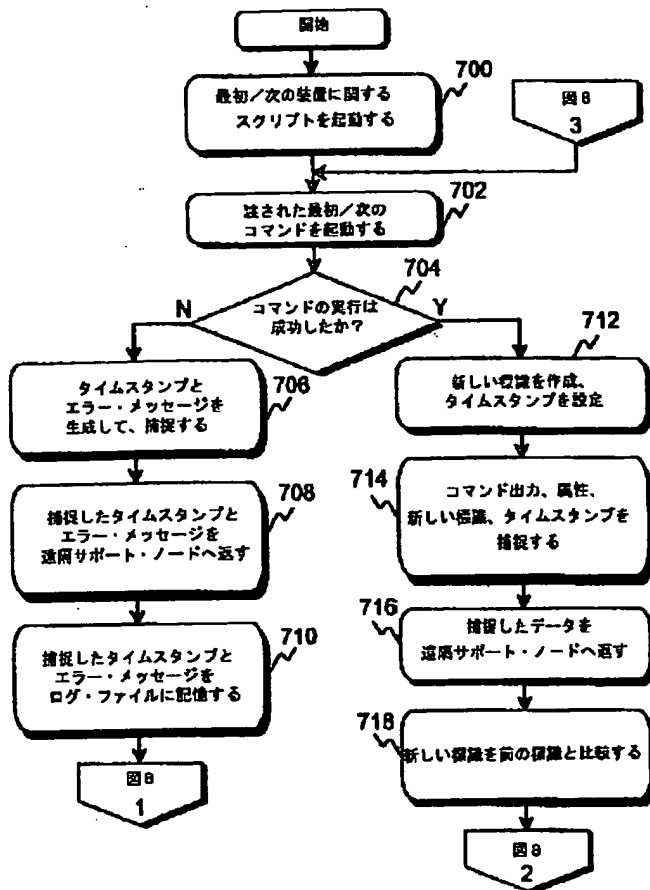 開始
700
最初／次の装置に関する
スクリプトを起動する
図8
3
702
渡された最初／次の
コマンドを起動する
704
コマンドの実行は
成功したか？
N
Y
706
タイムスタンプと
エラー・メッセージを
生成して、捕捉する
708
捕捉したタイムスタンプと
エラー・メッセージを
遠隔サポート・ノードへ返す
710
捕捉したタイムスタンプと
エラー・メッセージを
ログ・ファイルに記憶する
図8
1
712
新しい標識を作成、
タイムスタンプを設定
714
コマンド出力、属性、
新しい標識、タイムスタンプを
捕捉する
716
捕捉したデータを
遠隔サポート・ノードへ返す
718
新しい標識を前の標識と比較する
図8
2